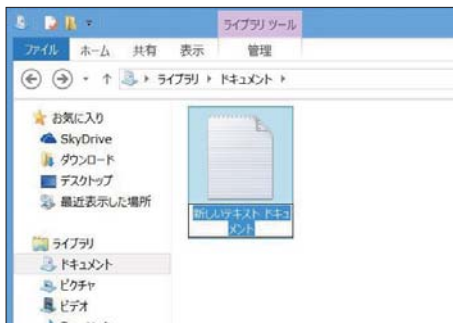 ライブラリ ツール
ファイル ホーム 共有 表示 管理
ライブラリ ドキュメント
お気に入り
SkyDrive
ダウンロード
デスクトップ
最近表示した場所
新しいテキスト ドキュ
メント
ライブラリ
ドキュメント
ピクチャ
ビデオ